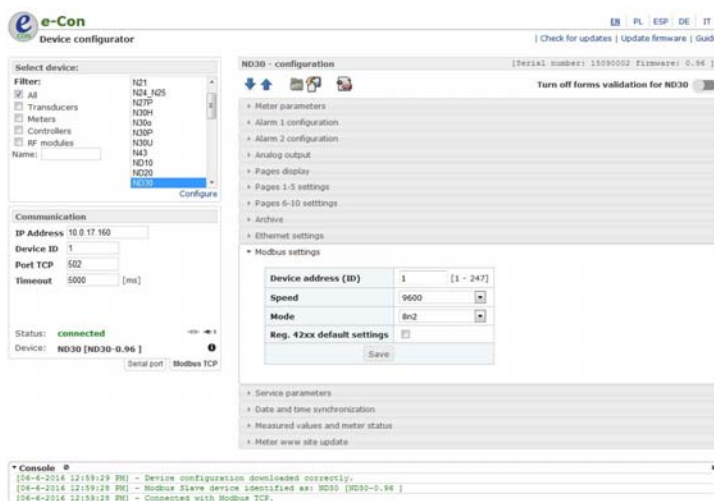 e-Con
Device configurator
EN PL ESP DE IT
| Check for updates | Update firmware | Guid
Select device:
Filter:
All
Transducers
Meters
Controllers
RF modules
Name:
N21
N24_N25
N27P
N30H
N30o
N30P
N30U
N43
ND10
ND20
ND30
Configure
Communication
IP Address 10.0.17.160
Device ID 1
Port TCP 502
Timeout 5000 [ms]
Status: connected
Device: ND30 [ND30-0.96 ]
Serial port Modbus TCP
ND30 - configuration
[Serial number: 15090002 firmware: 0.96 ]
Turn off forms validation for ND30
Meter parameters
Alarm 1 configuration
Alarm 2 configuration
Analog output
Pages display
Pages 1-5 settings
Pages 6-10 setttings
Archive
Ethernet settings
Modbus settings
Device address (ID) 1 [1 - 247]
Speed 9600
Mode 8n2
Reg. 42xx default settings
Save
Service parameters
Date and time synchronization
Measured values and meter status
Meter www site update
Console
[06-6-2016 12:59:29 PM] - Device configuration downloaded correctly.
[06-6-2016 12:59:28 PM] - Modbus Slave device identified as: ND30 [ND30-0.96 ]
[06-6-2016 12:59:28 PM] - Connected with Modbus TCP.